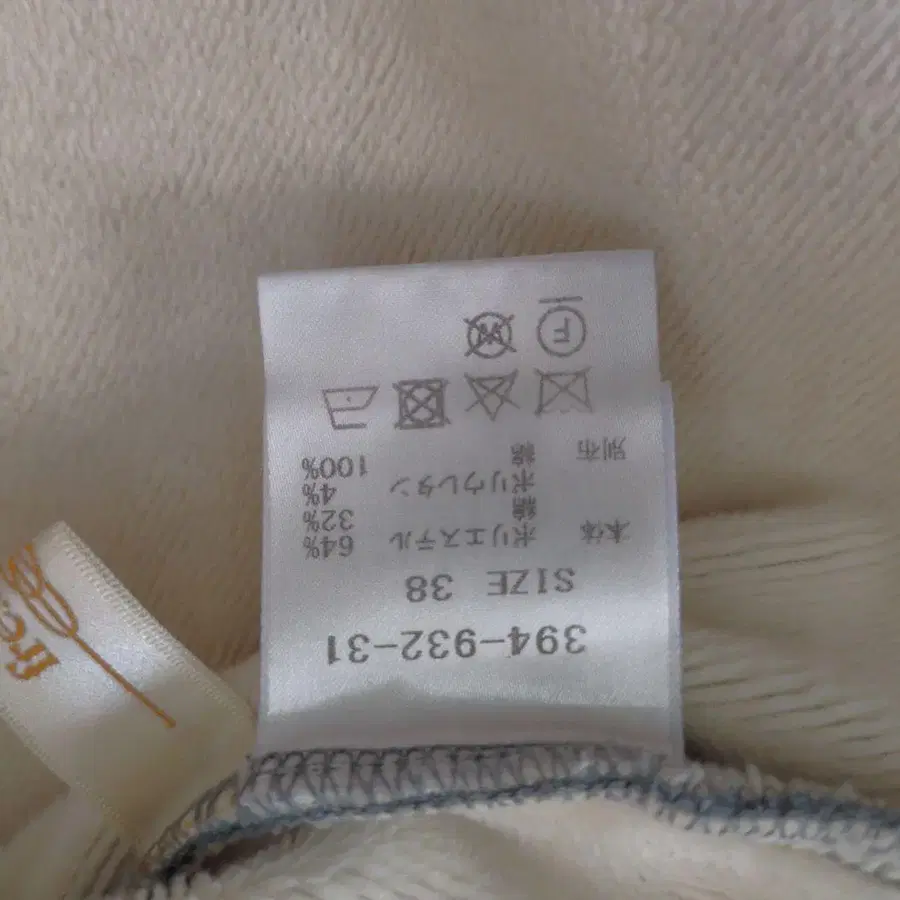 394-932-31
SIZE 38
本体 ポリエステル 64%
綿 32%
ポリウレタン 4%
別布 綿 100%
F W